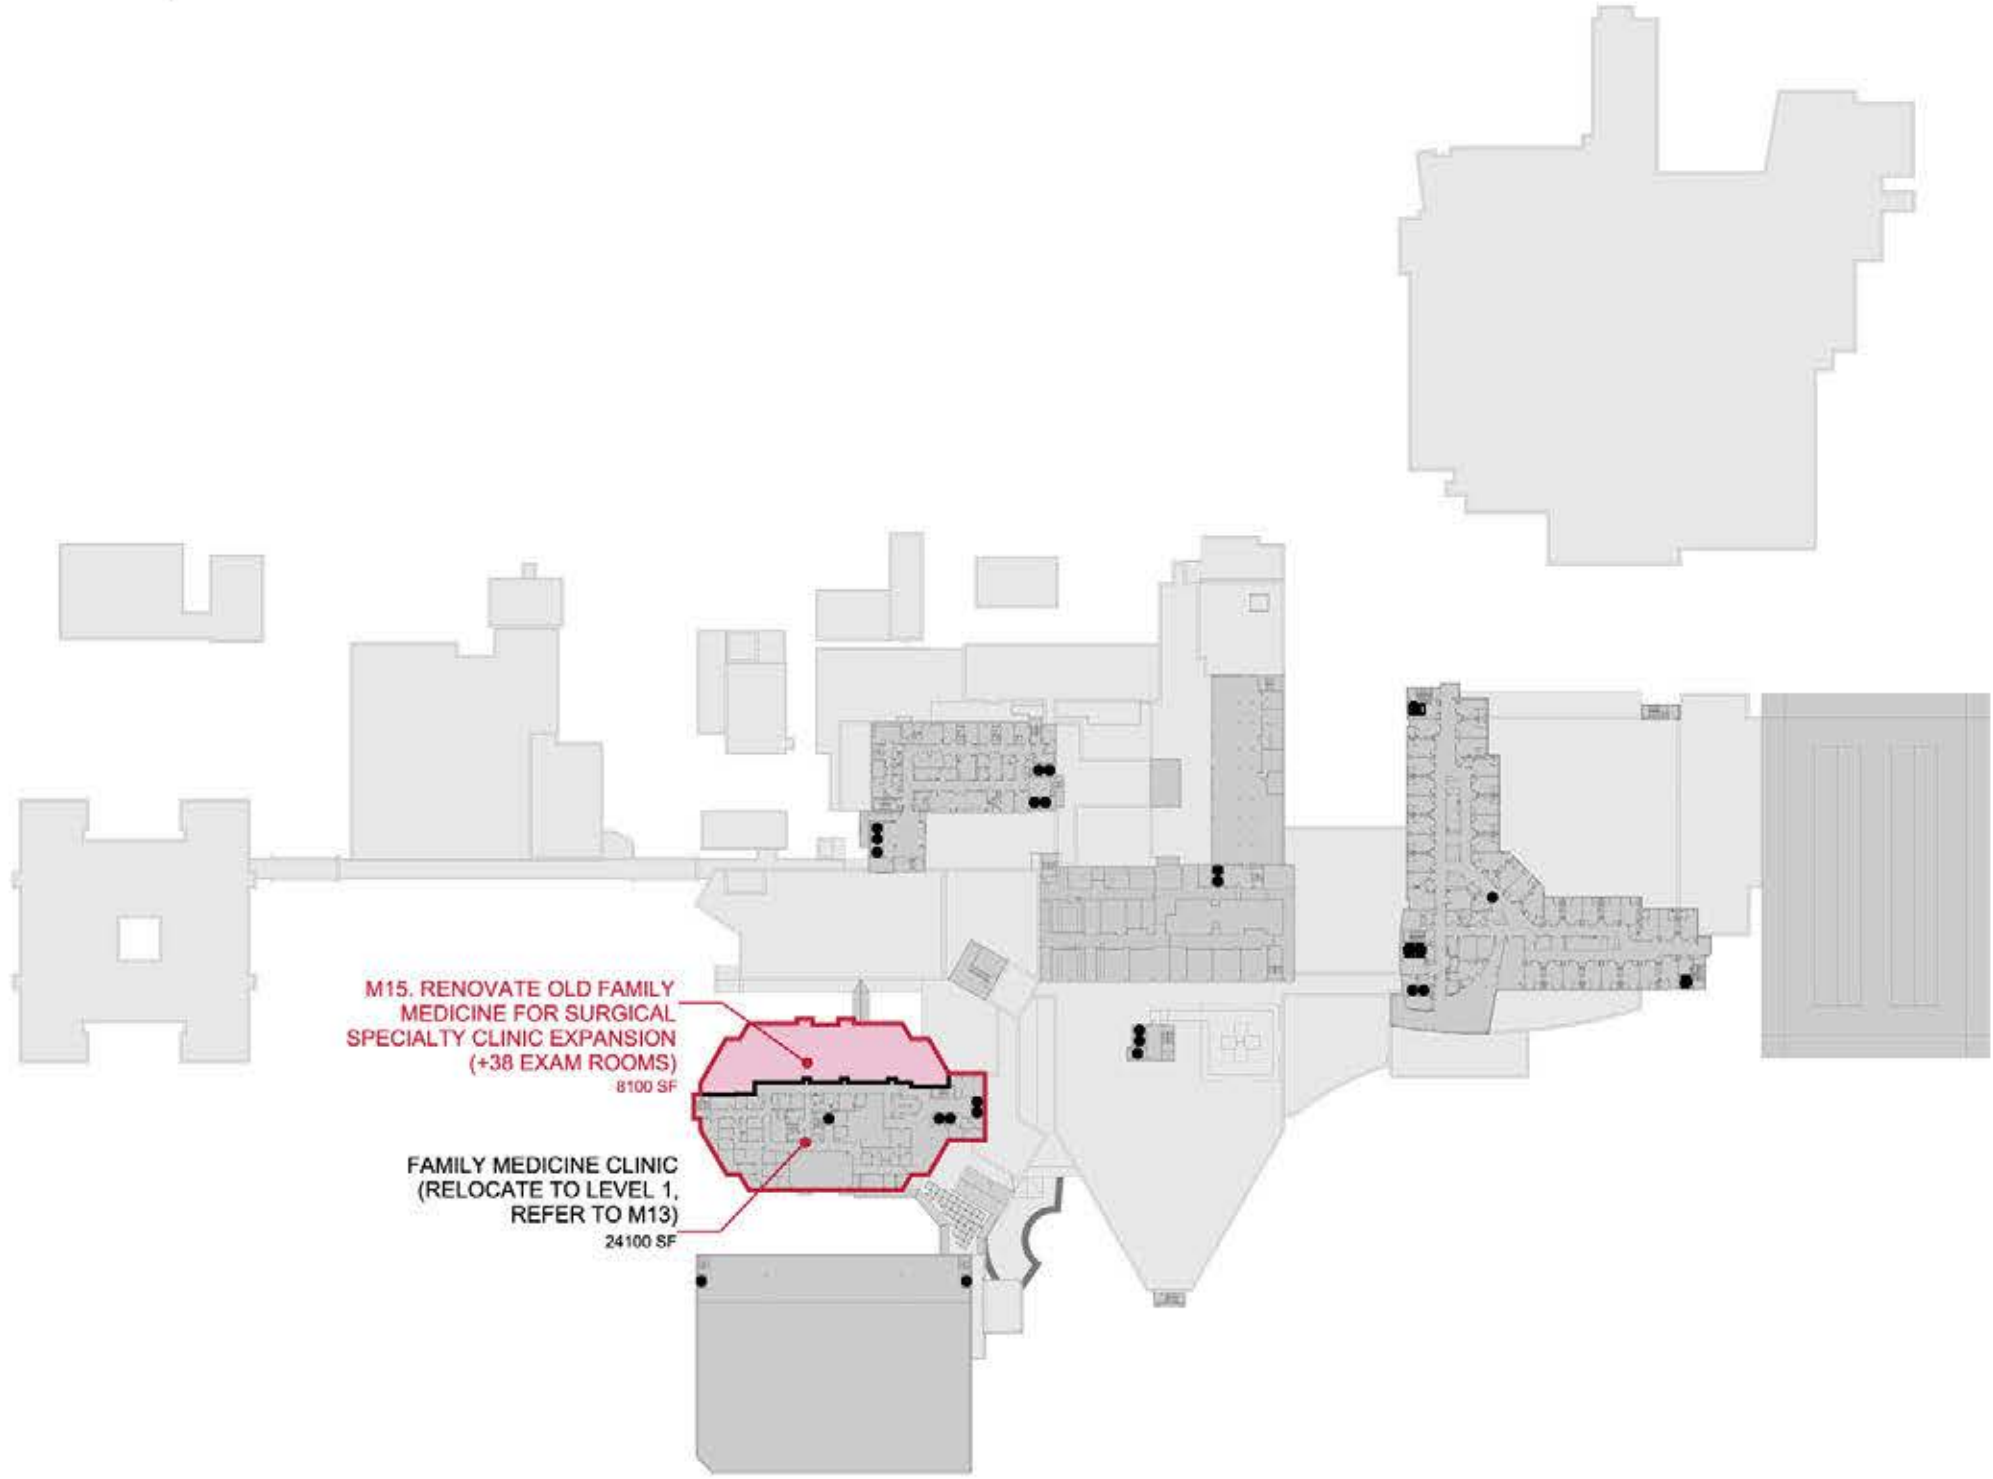 M15. RENOVATE OLD FAMILY
MEDICINE FOR SURGICAL
SPECIALTY CLINIC EXPANSION
(+38 EXAM ROOMS)
8100 SF
FAMILY MEDICINE CLINIC
(RELOCATE TO LEVEL 1,
REFER TO M13)
24100 SF